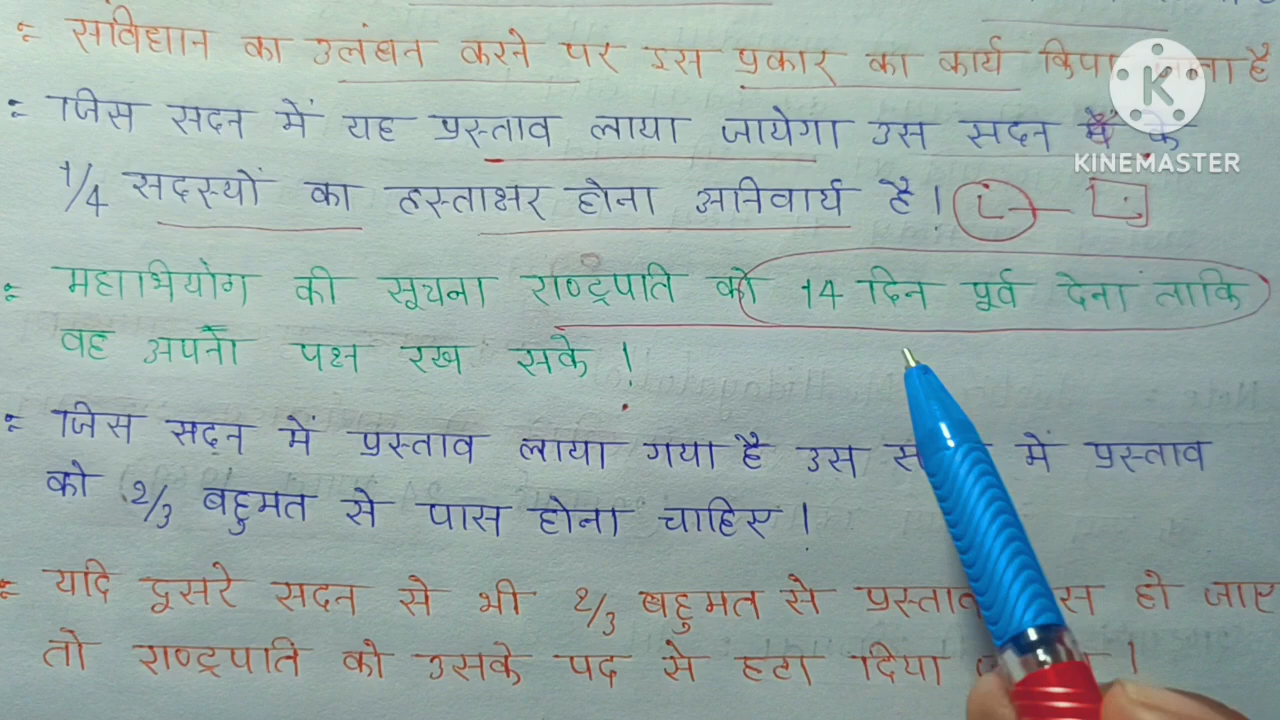 संविधान का उलंघन करने पर इस प्रकार का कार्य किया है
जिस सदन में यह प्रस्ताव लाया जायेगा उस सदन के
KINEMASTER
1/4 सदस्यों का हस्ताक्षर होना अनिवार्य है।
महाभियोग की सूचना राष्ट्रपति को 14 दिन पूर्व देना ताकि
वह अपना पक्ष रख सके !
जिस सदन में प्रस्ताव लाया गया है उस में प्रस्ताव
को 2/3 बहुमत से पास होना चाहिए।
यदि दूसरे सदन से भी 2/3 बहुमत से हो जाए
तो राष्ट्रपति को उसके पद से हटा दिया ।